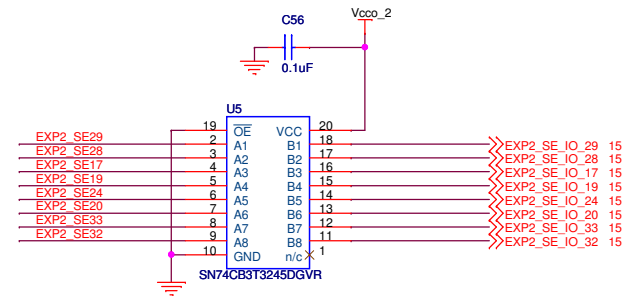 Vcco_2
C56
0.1uF
U5
19 OE VCC 20
EXP2_SE29 2 A1 B1 18 EXP2_SE_IO_29 15
EXP2_SE28 3 A2 B2 17 EXP2_SE_IO_28 15
EXP2_SE17 4 A3 B3 16 EXP2_SE_IO_17 15
EXP2_SE19 5 A4 B4 15 EXP2_SE_IO_19 15
EXP2_SE24 6 A5 B5 14 EXP2_SE_IO_24 15
EXP2_SE20 7 A6 B6 13 EXP2_SE_IO_20 15
EXP2_SE33 8 A7 B7 12 EXP2_SE_IO_33 15
EXP2_SE32 9 A8 B8 11 EXP2_SE_IO_32 15
10 GND n/c 1
SN74CB3T3245DGVR